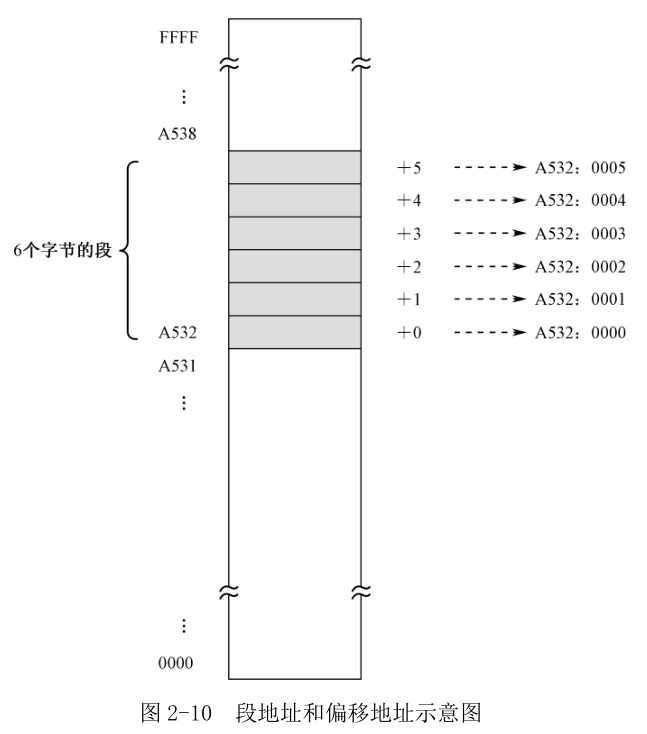 FFFF
⋮
A538
+5 A532：0005
+4 A532：0004
+3 A532：0003
6个字节的段
+2 A532：0002
+1 A532：0001
A532 +0 A532：0000
A531
⋮
⋮
0000
图 2-10 段地址和偏移地址示意图